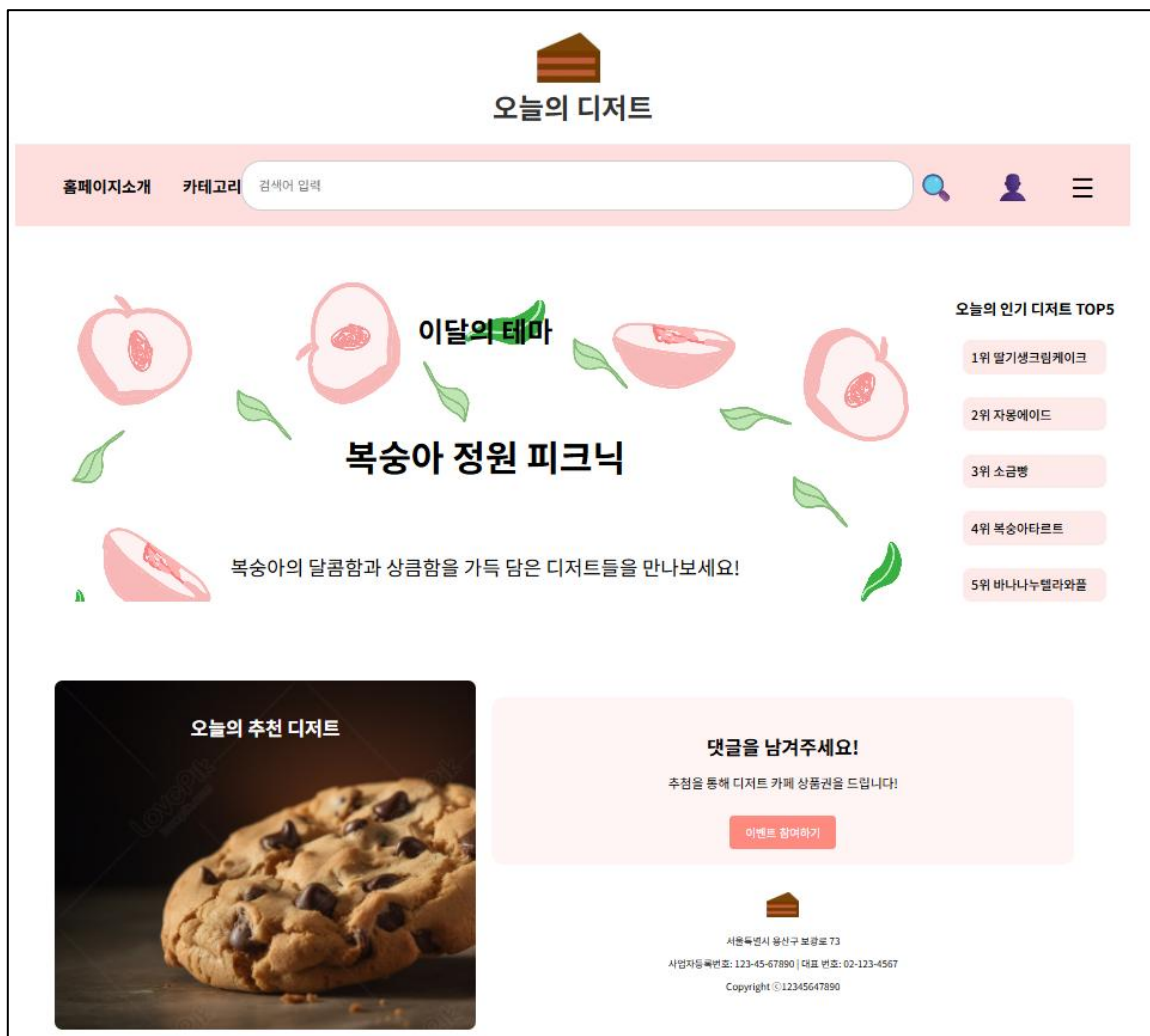 오늘의 디저트
홈페이지소개 카테고리 검색어 입력
이달의 테마
복숭아 정원 피크닉
복숭아의 달콤함과 상큼함을 가득 담은 디저트들을 만나보세요!
오늘의 인기 디저트 TOP5
1위 딸기생크림케이크
2위 자몽에이드
3위 소금빵
4위 복숭아타르트
5위 바나나누텔라와플
오늘의 추천 디저트
댓글을 남겨주세요!
추첨을 통해 디저트 카페 상품권을 드립니다!
이벤트 참여하기
서울특별시 용산구 보광로 73
사업자등록번호: 123-45-67890 | 대표 번호: 02-123-4567
Copyright ⓒ12345647890